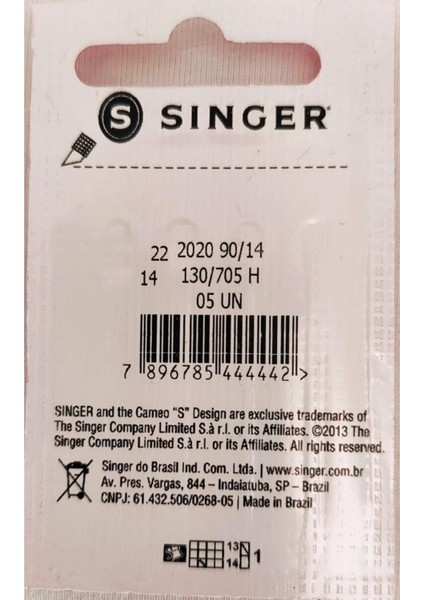 S SINGER
22 2020 90/14
14 130/705 H
05 UN
7 896785 444442 >
SINGER and the Cameo "S" Design are exclusive trademarks of
The Singer Company Limited S.à r.l. or its Affiliates. ©2013 The
Singer Company Limited S.à r.l. or its Affiliates. All rights reserved.
Singer do Brasil Ind. Com. Ltda. | www.singer.com.br
Av. Pres. Vargas, 844 – Indaiatuba, SP – Brazil
CNPJ: 61.432.506/0268-05 | Made in Brazil
13
14 1